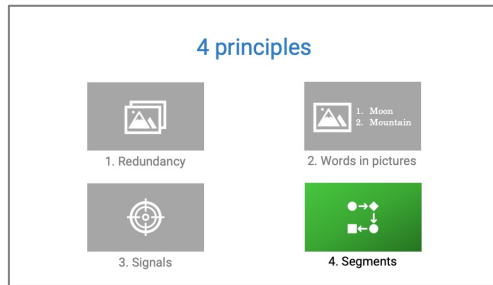 4 principles
1. Moon
2. Mountain
1. Redundancy
2. Words in pictures
3. Signals
4. Segments